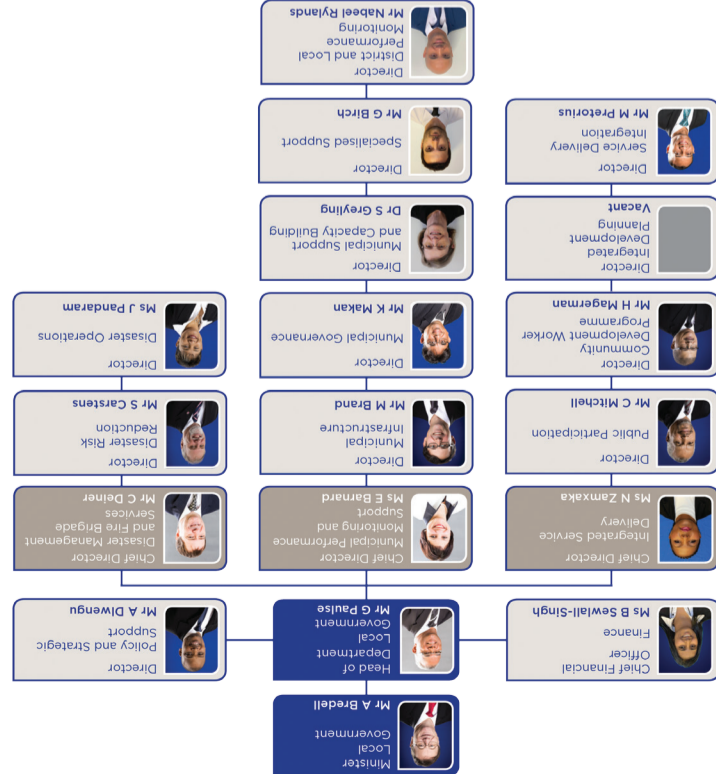 Minister
Local
Government
Mr A Bredell
Chief Financial
Officer
Finance
Ms B Sewlall-Singh
Head of
Department
Local
Government
Mr G Paulse
Director
Policy and Strategic
Support
Mr A Dlwengu
Chief Director
Integrated Service
Delivery
Ms N Zamxaka
Director
Public Participation
Mr C Mitchell
Director
Community
Development Worker
Programme
Mr H Magerman
Director
Integrated
Development
Planning
Vacant
Director
Service Delivery
Integration
Mr M Pretorius
Chief Director
Municipal Performance
Monitoring and
Support
Ms E Barnard
Director
Municipal
Infrastructure
Mr M Brand
Director
Municipal Governance
Mr K Makan
Director
Municipal Support
and Capacity Building
Dr S Greyling
Director
Specialised Support
Mr G Birch
Director
District and Local
Performance
Monitoring
Mr Nabeel Rylands
Chief Director
Disaster Management
and Fire Brigade
Services
Mr C Deiner
Director
Disaster Risk
Reduction
Mr S Carstens
Director
Disaster Operations
Ms J Pandaram